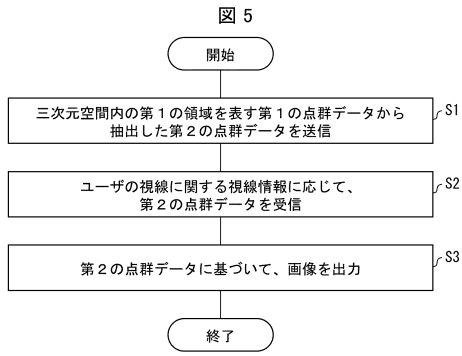 図 5
開始
三次元空間内の第1の領域を表す第1の点群データから
抽出した第2の点群データを送信
S1
ユーザの視線に関する視線情報に応じて、
第2の点群データを受信
S2
第2の点群データに基づいて、画像を出力
S3
終了